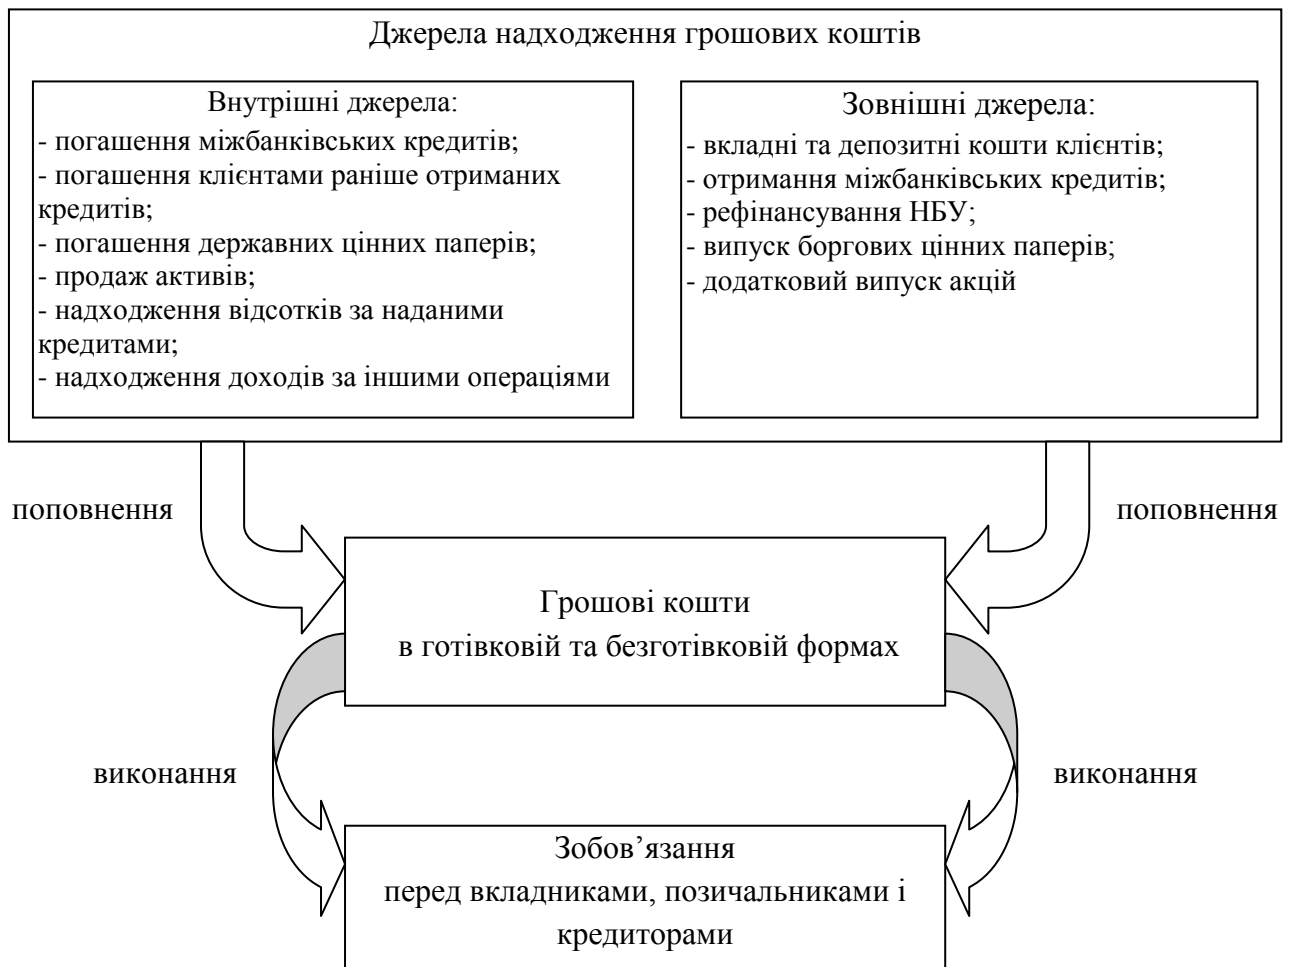 Джерела надходження грошових коштів
Внутрішні джерела:
- погашення міжбанківських кредитів;
- погашення клієнтами раніше отриманих
кредитів;
- погашення державних цінних паперів;
- продаж активів;
- надходження відсотків за наданими
кредитами;
- надходження доходів за іншими операціями
Зовнішні джерела:
- вкладні та депозитні кошти клієнтів;
- отримання міжбанківських кредитів;
- рефінансування НБУ;
- випуск боргових цінних паперів;
- додатковий випуск акцій
поповнення
поповнення
Грошові кошти
в готівковій та безготівковій формах
виконання
виконання
Зобов’язання
перед вкладниками, позичальниками і
кредиторами